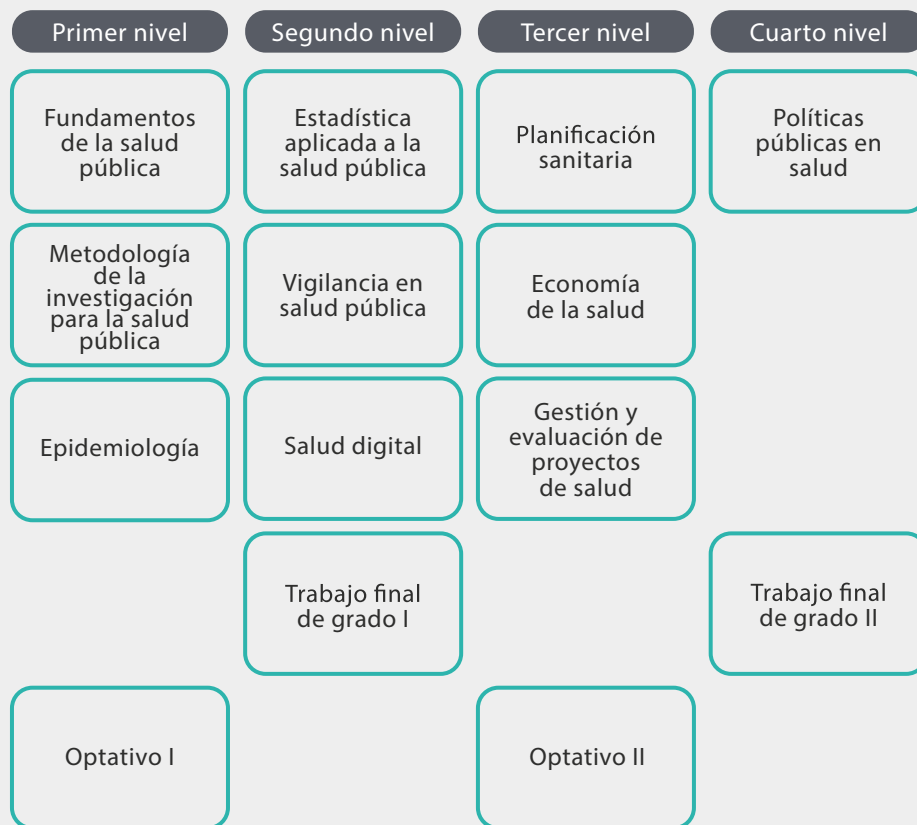 Primer nivel
Segundo nivel
Tercer nivel
Cuarto nivel
Fundamentos
de la salud
pública
Estadística
aplicada a la
salud pública
Planificación
sanitaria
Políticas
públicas en
salud
Metodología
de la
investigación
para la salud
pública
Vigilancia en
salud pública
Economía
de la salud
Epidemiología
Salud digital
Gestión y
evaluación de
proyectos
de salud
Trabajo final
de grado I
Trabajo final
de grado II
Optativo I
Optativo II